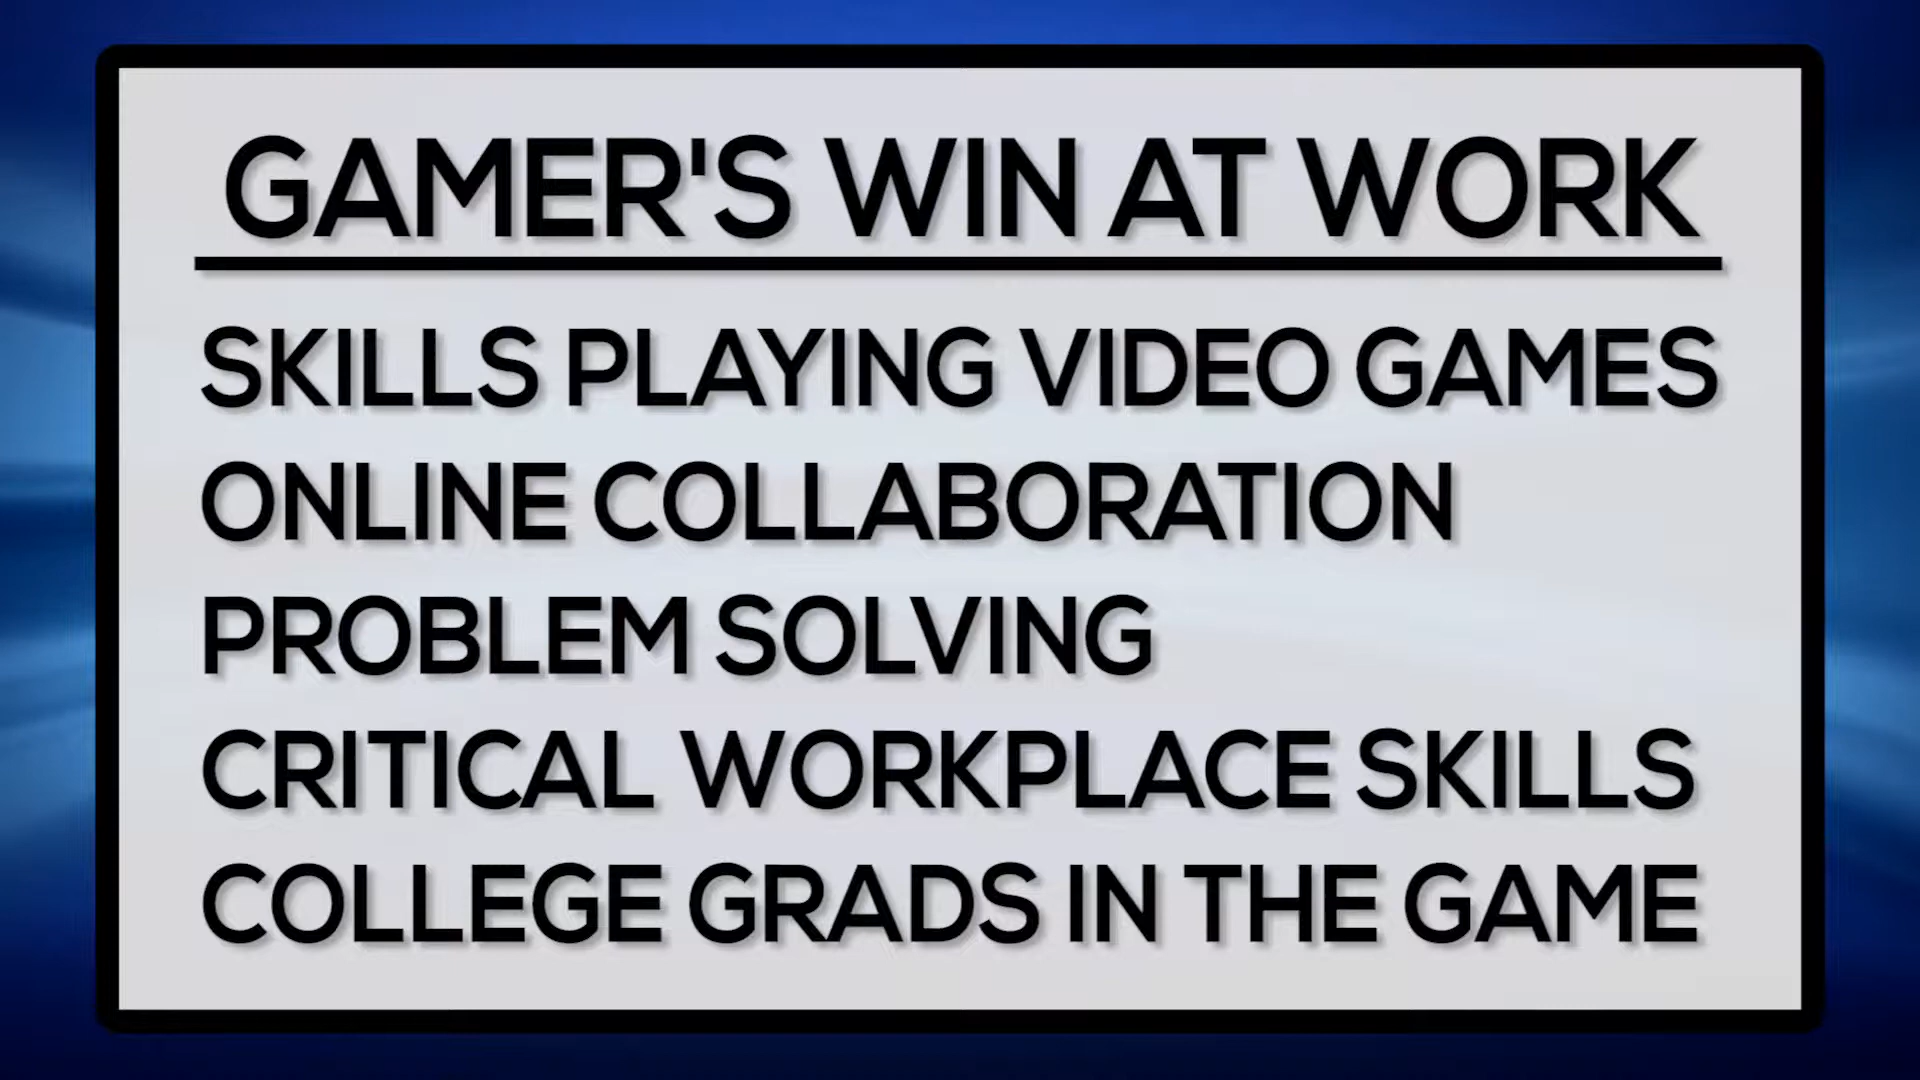 GAMER'S WIN AT WORK
SKILLS PLAYING VIDEO GAMES
ONLINE COLLABORATION
PROBLEM SOLVING
CRITICAL WORKPLACE SKILLS
COLLEGE GRADS IN THE GAME